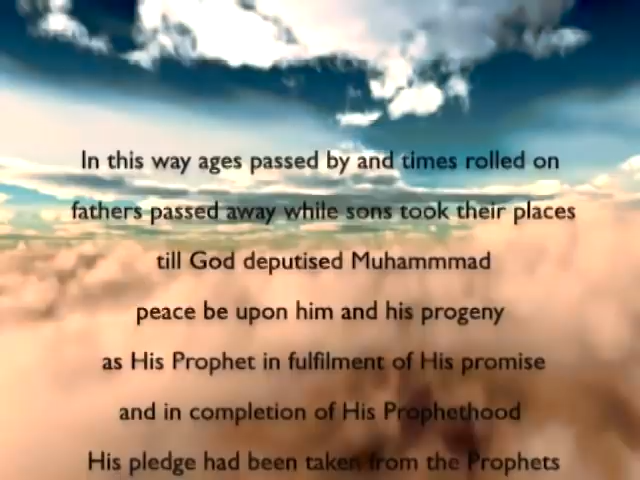 In this way ages passed by and times rolled on
fathers passed away while sons took their places
till God deputised Muhammmad
peace be upon him and his progeny
as His Prophet in fulfilment of His promise
and in completion of His Prophethood
His pledge had been taken from the Prophets